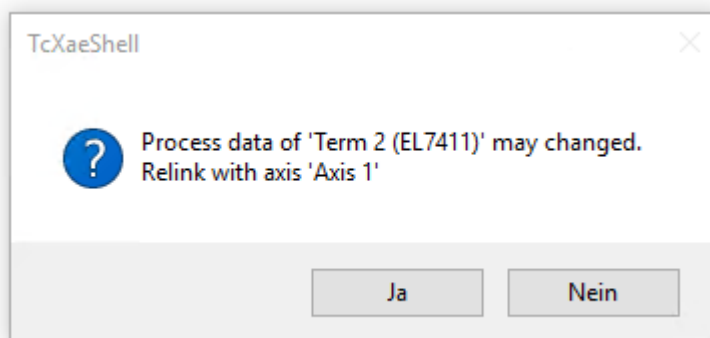 TcXaeShell
Process data of 'Term 2 (EL7411)' may changed.
Relink with axis 'Axis 1'
Ja
Nein